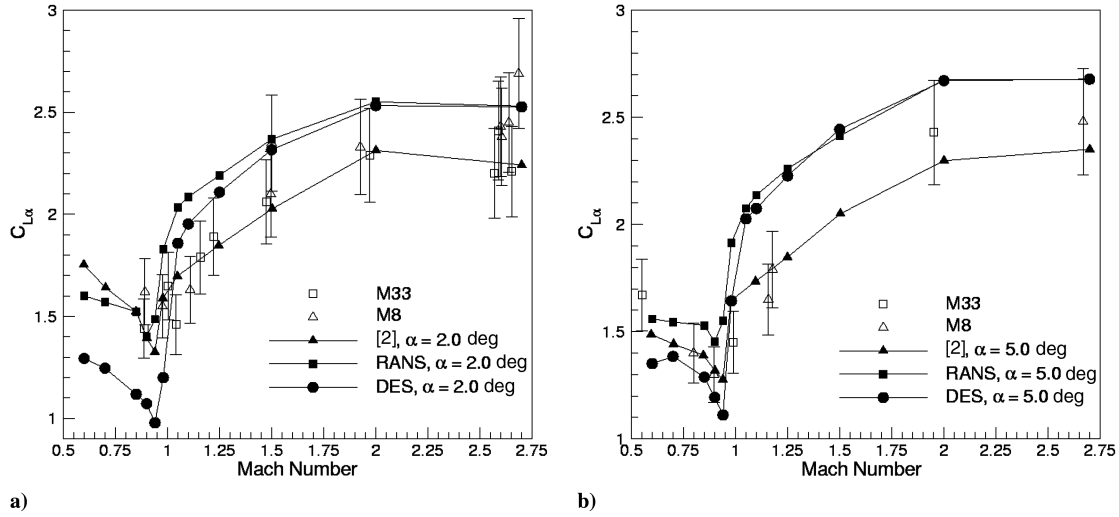 3
2.5
2
1.5
1
C_Lα
0.5 0.75 1 1.25 1.5 1.75 2 2.25 2.5 2.75
Mach Number
M33
M8
[2], α = 2.0 deg
RANS, α = 2.0 deg
DES, α = 2.0 deg
a)
3
2.5
2
1.5
1
C_Lα
0.5 0.75 1 1.25 1.5 1.75 2 2.25 2.5 2.75
Mach Number
M33
M8
[2], α = 5.0 deg
RANS, α = 5.0 deg
DES, α = 5.0 deg
b)